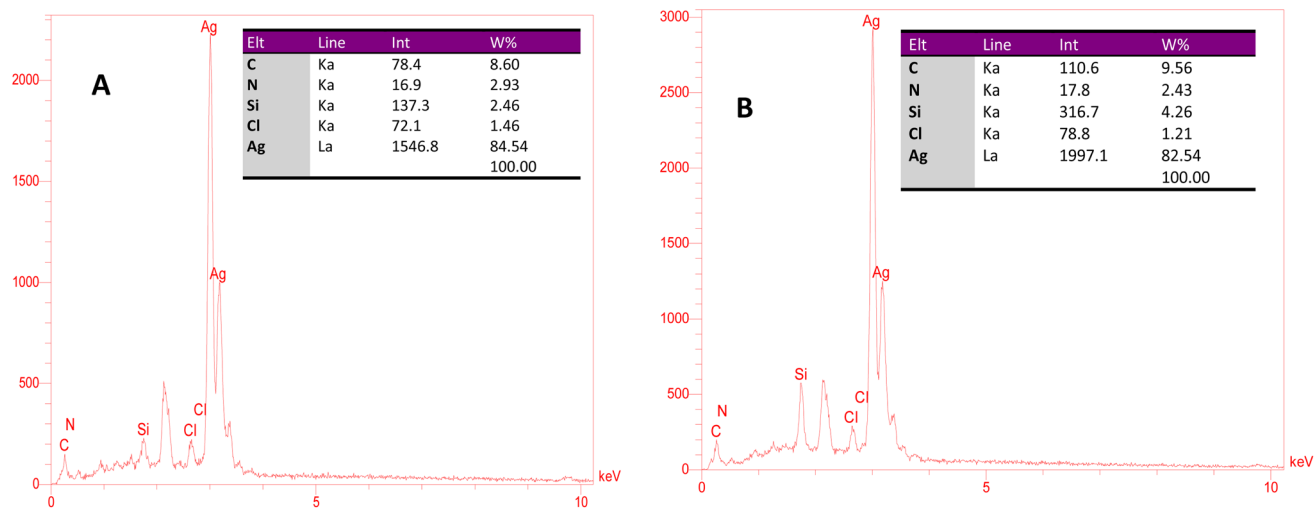 A
Elt Line Int W%
C Ka 78.4 8.60
N Ka 16.9 2.93
Si Ka 137.3 2.46
Cl Ka 72.1 1.46
Ag La 1546.8 84.54
100.00
Ag
2000
1500
1000
Ag
500
N
C
Si
Cl
Cl
0
keV
0 5 10
B
Elt Line Int W%
C Ka 110.6 9.56
N Ka 17.8 2.43
Si Ka 316.7 4.26
Cl Ka 78.8 1.21
Ag La 1997.1 82.54
100.00
3000
Ag
2500
2000
1500
Ag
1000
500
Si
N
C
Cl
Cl
0
keV
0 5 10